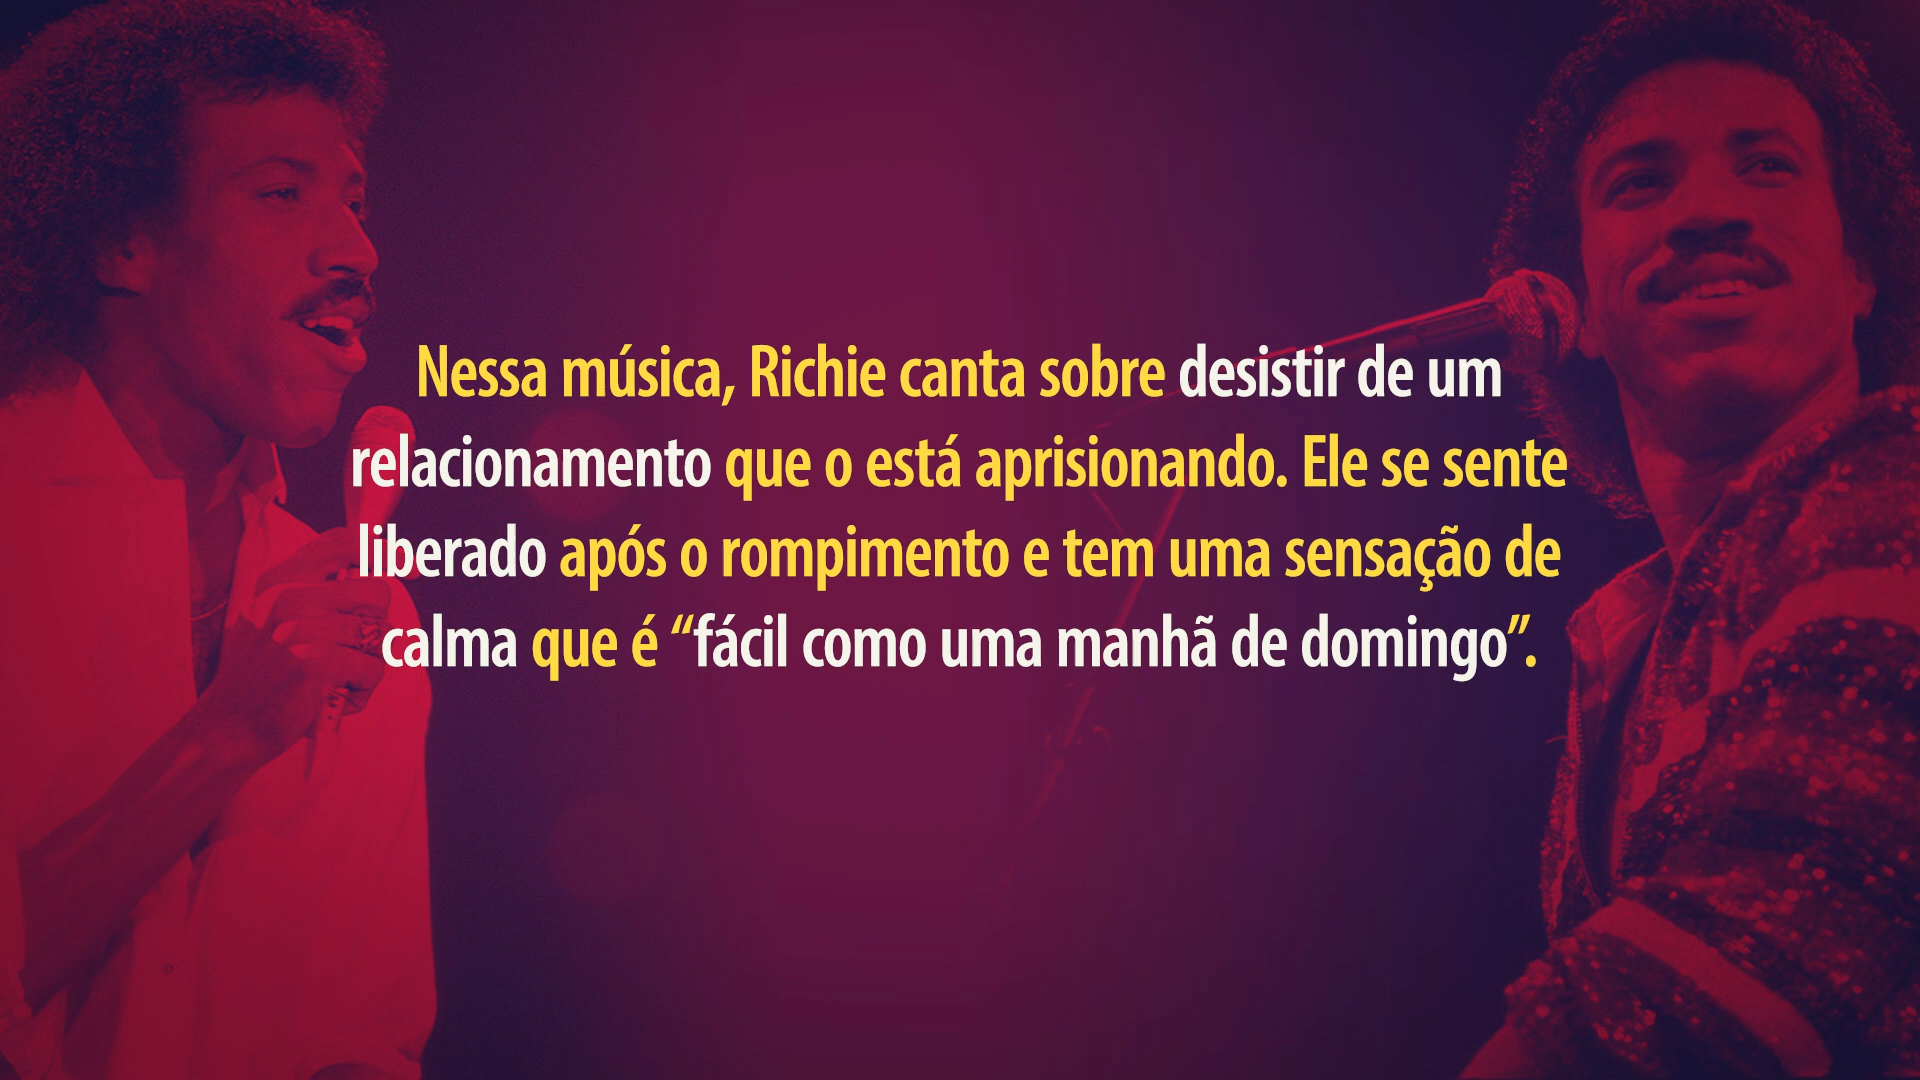 Nessa música, Richie canta sobre desistir de um
relacionamento que o está aprisionando. Ele se sente
liberado após o rompimento e tem uma sensação de
calma que é “fácil como uma manhã de domingo”.